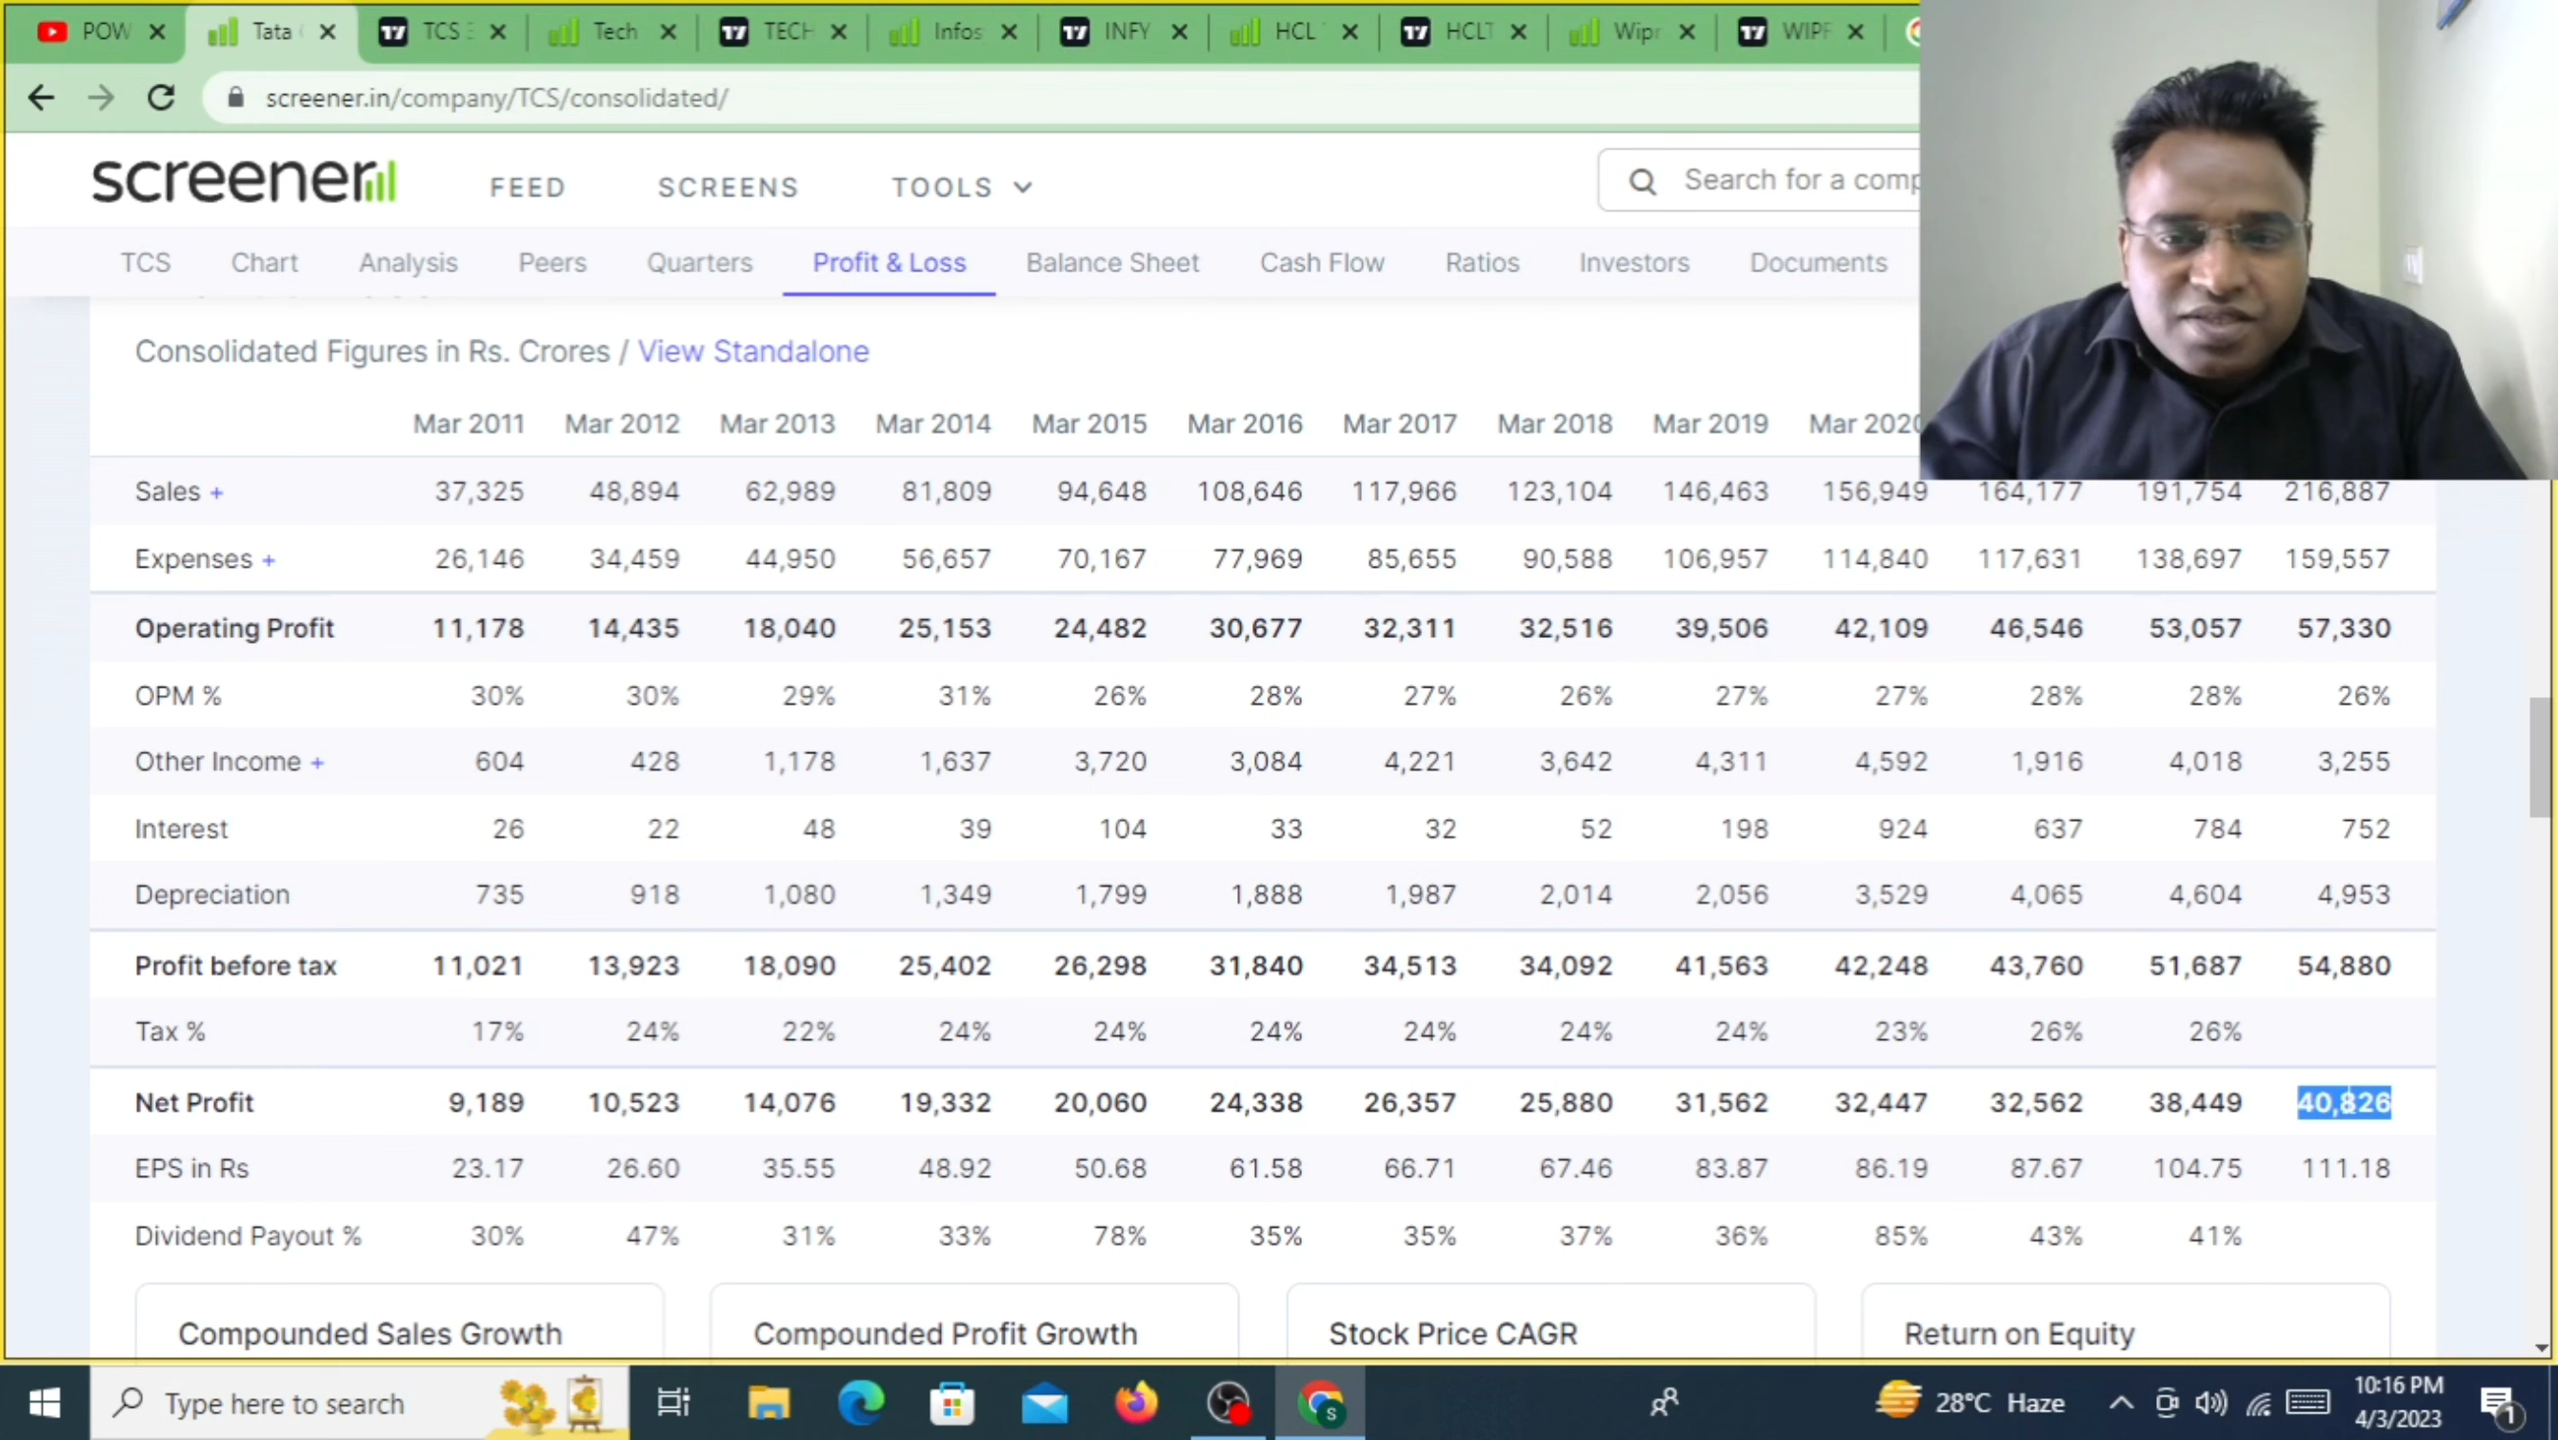 POW Tata TCS Tech TECH Infos INFY HCL HCLT Wipr WIPF
screener.in/company/TCS/consolidated/
screener FEED SCREENS TOOLS Search for a comp
TCS Chart Analysis Peers Quarters Profit & Loss Balance Sheet Cash Flow Ratios Investors Documents
Consolidated Figures in Rs. Crores / View Standalone
Mar 2011 Mar 2012 Mar 2013 Mar 2014 Mar 2015 Mar 2016 Mar 2017 Mar 2018 Mar 2019 Mar 2020
Sales + 37,325 48,894 62,989 81,809 94,648 108,646 117,966 123,104 146,463 156,949 164,177 191,754 216,887
Expenses + 26,146 34,459 44,950 56,657 70,167 77,969 85,655 90,588 106,957 114,840 117,631 138,697 159,557
Operating Profit 11,178 14,435 18,040 25,153 24,482 30,677 32,311 32,516 39,506 42,109 46,546 53,057 57,330
OPM % 30% 30% 29% 31% 26% 28% 27% 26% 27% 27% 28% 28% 26%
Other Income + 604 428 1,178 1,637 3,720 3,084 4,221 3,642 4,311 4,592 1,916 4,018 3,255
Interest 26 22 48 39 104 33 32 52 198 924 637 784 752
Depreciation 735 918 1,080 1,349 1,799 1,888 1,987 2,014 2,056 3,529 4,065 4,604 4,953
Profit before tax 11,021 13,923 18,090 25,402 26,298 31,840 34,513 34,092 41,563 42,248 43,760 51,687 54,880
Tax % 17% 24% 22% 24% 24% 24% 24% 24% 24% 23% 26% 26%
Net Profit 9,189 10,523 14,076 19,332 20,060 24,338 26,357 25,880 31,562 32,447 32,562 38,449 40,826
EPS in Rs 23.17 26.60 35.55 48.92 50.68 61.58 66.71 67.46 83.87 86.19 87.67 104.75 111.18
Dividend Payout % 30% 47% 31% 33% 78% 35% 35% 37% 36% 85% 43% 41%
Compounded Sales Growth Compounded Profit Growth Stock Price CAGR Return on Equity
Type here to search 28°C Haze 10:16 PM
4/3/2023 1